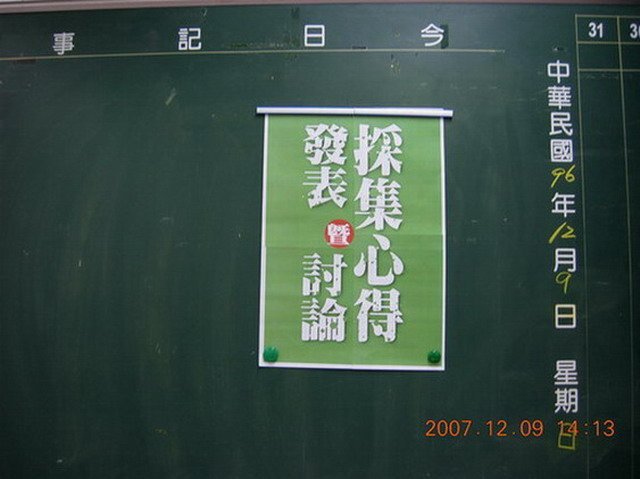 今日記事
31
30
中華民國96年12月9日 星期日
採集心得
發表暨討論
2007.12.09 14:13